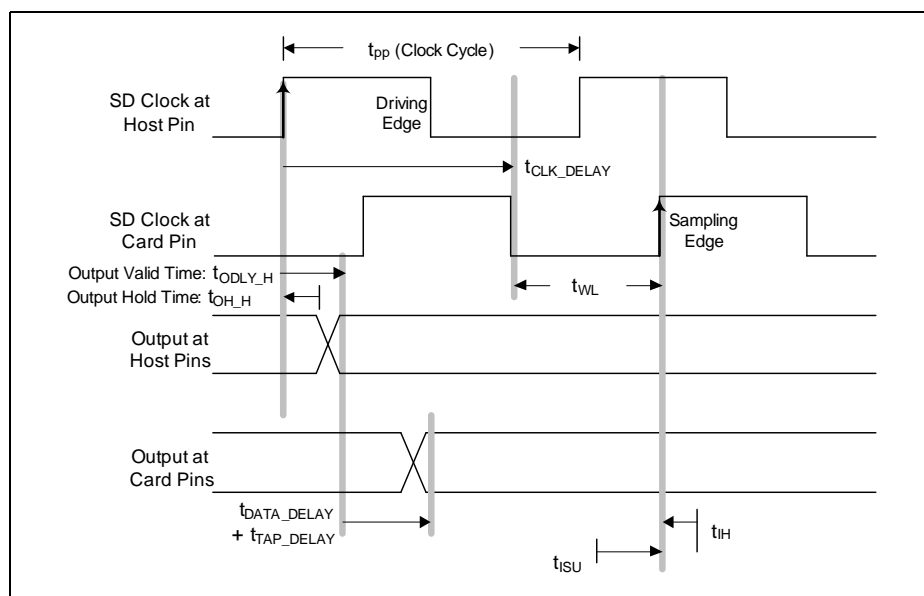 tpp (Clock Cycle)
SD Clock at
Host Pin
Driving
Edge
tCLK_DELAY
SD Clock at
Card Pin
Sampling
Edge
Output Valid Time: tODLY_H
Output Hold Time: tOH_H
tWL
Output at
Host Pins
Output at
Card Pins
tDATA_DELAY
+ tTAP_DELAY
tIH
tISU